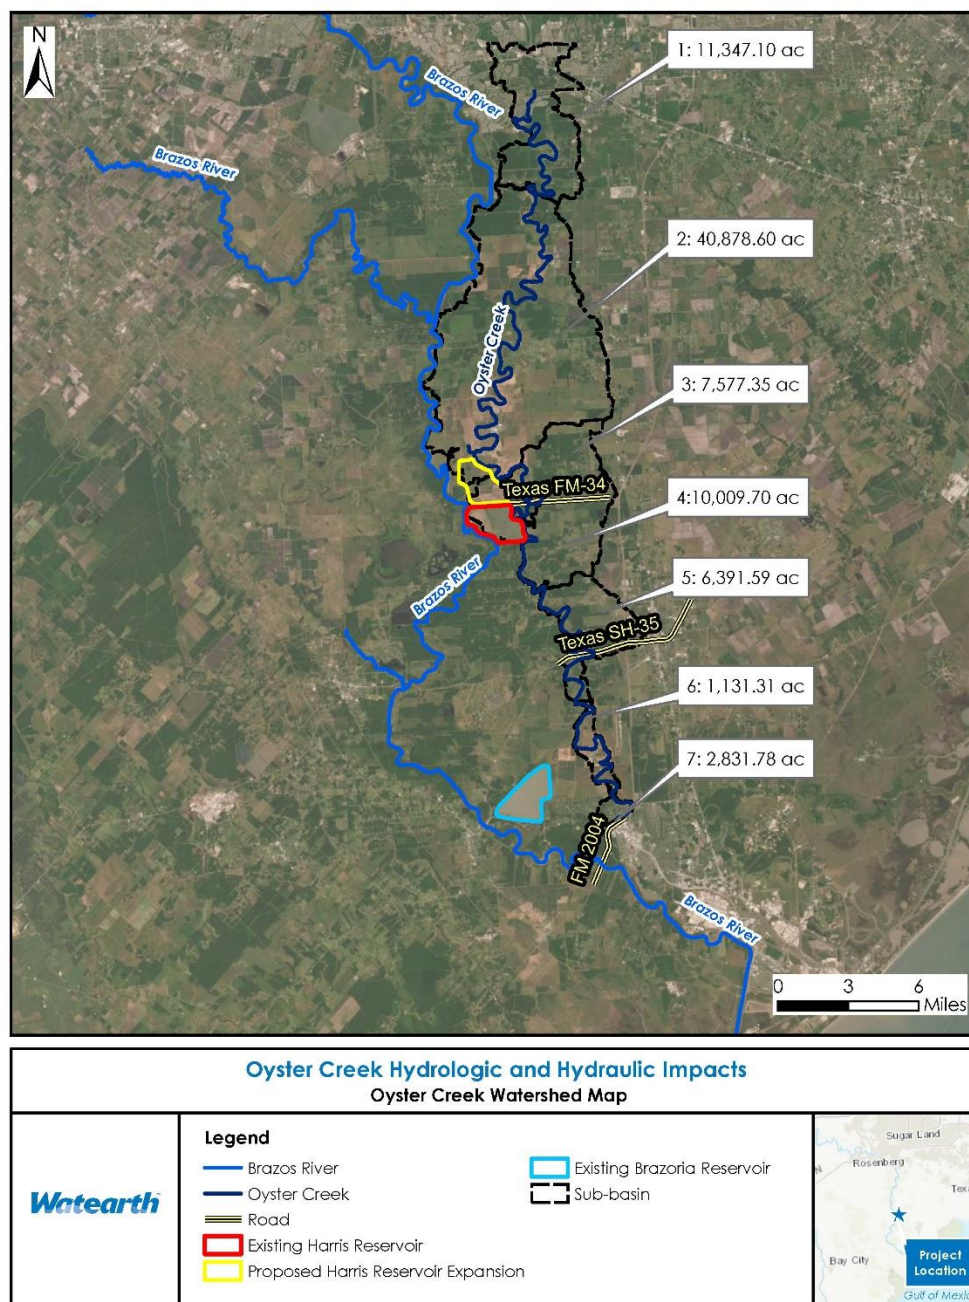 N
1: 11,347.10 ac
Brazos River
Brazos River
2: 40,878.60 ac
Oyster Creek
3: 7,577.35 ac
Texas FM-34
4:10,009.70 ac
Brazos River
5: 6,391.59 ac
Texas SH-35
6: 1,131.31 ac
7: 2,831.78 ac
FM 2004
Brazos River
0 3 6
Miles
Oyster Creek Hydrologic and Hydraulic Impacts
Oyster Creek Watershed Map
Watearth
Legend
Brazos River
Oyster Creek
Road
Existing Harris Reservoir
Proposed Harris Reservoir Expansion
Existing Brazoria Reservoir
Sub-basin
Sugar Land
Rosenberg
Bay City
Project
Location